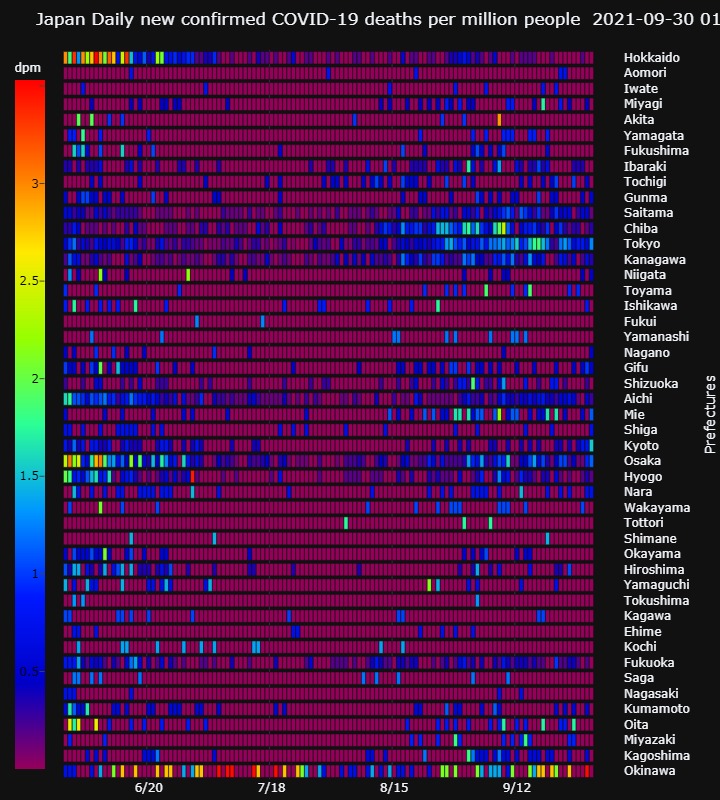 Japan Daily new confirmed COVID-19 deaths per million people 2021-09-30 01
dpm
3
2.5
2
1.5
1
0.5
Hokkaido
Aomori
Iwate
Miyagi
Akita
Yamagata
Fukushima
Ibaraki
Tochigi
Gunma
Saitama
Chiba
Tokyo
Kanagawa
Niigata
Toyama
Ishikawa
Fukui
Yamanashi
Nagano
Gifu
Shizuoka
Aichi
Mie
Shiga
Kyoto
Osaka
Hyogo
Nara
Wakayama
Tottori
Shimane
Okayama
Hiroshima
Yamaguchi
Tokushima
Kagawa
Ehime
Kochi
Fukuoka
Saga
Nagasaki
Kumamoto
Oita
Miyazaki
Kagoshima
Okinawa
Prefectures
6/20 7/18 8/15 9/12